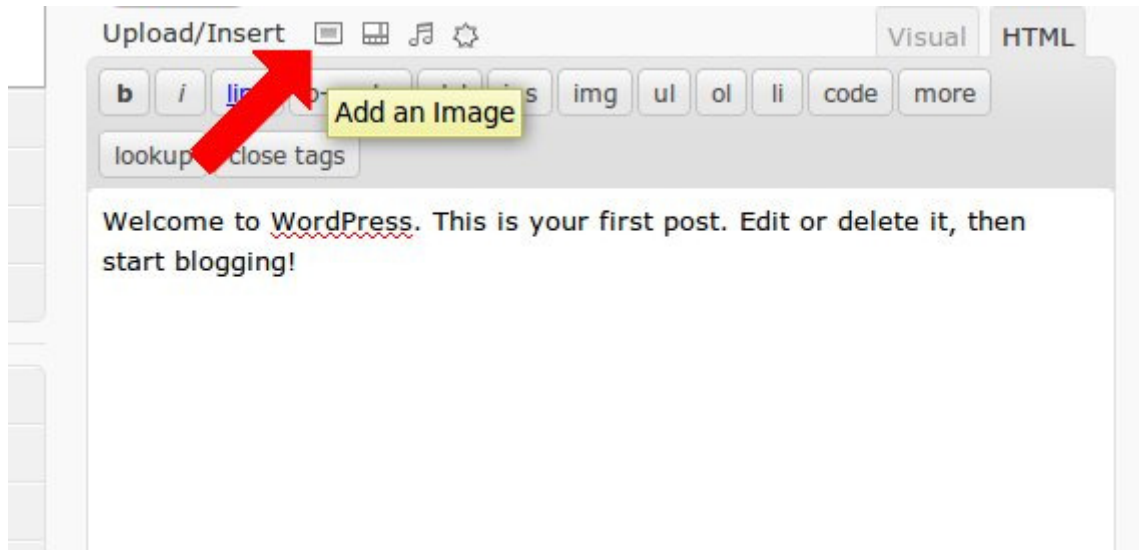 Upload/Insert Visual HTML
b i img ul ol li code more
Add an Image
lookup close tags
Welcome to WordPress. This is your first post. Edit or delete it, then
start blogging!